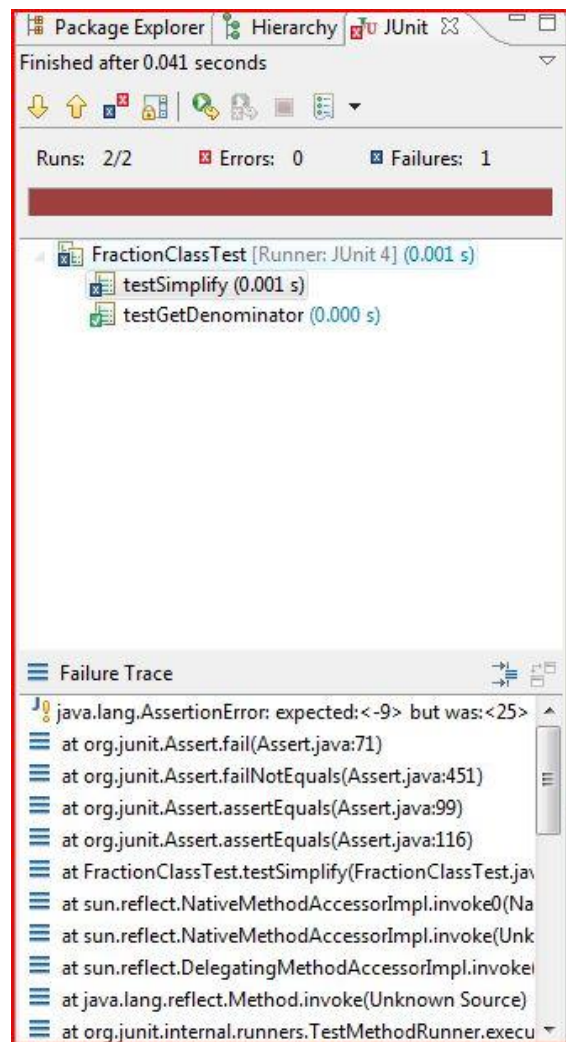 Package Explorer Hierarchy JUnit
Finished after 0.041 seconds
Runs: 2/2 Errors: 0 Failures: 1
FractionClassTest [Runner: JUnit 4] (0.001 s)
testSimplify (0.001 s)
testGetDenominator (0.000 s)
Failure Trace
java.lang.AssertionError: expected:<-9> but was:<25>
at org.junit.Assert.fail(Assert.java:71)
at org.junit.Assert.failNotEquals(Assert.java:451)
at org.junit.Assert.assertEquals(Assert.java:99)
at org.junit.Assert.assertEquals(Assert.java:116)
at FractionClassTest.testSimplify(FractionClassTest.jav
at sun.reflect.NativeMethodAccessorImpl.invoke0(Na
at sun.reflect.NativeMethodAccessorImpl.invoke(Unk
at sun.reflect.DelegatingMethodAccessorImpl.invoke(
at java.lang.reflect.Method.invoke(Unknown Source)
at org.junit.internal.runners.TestMethodRunner.execu